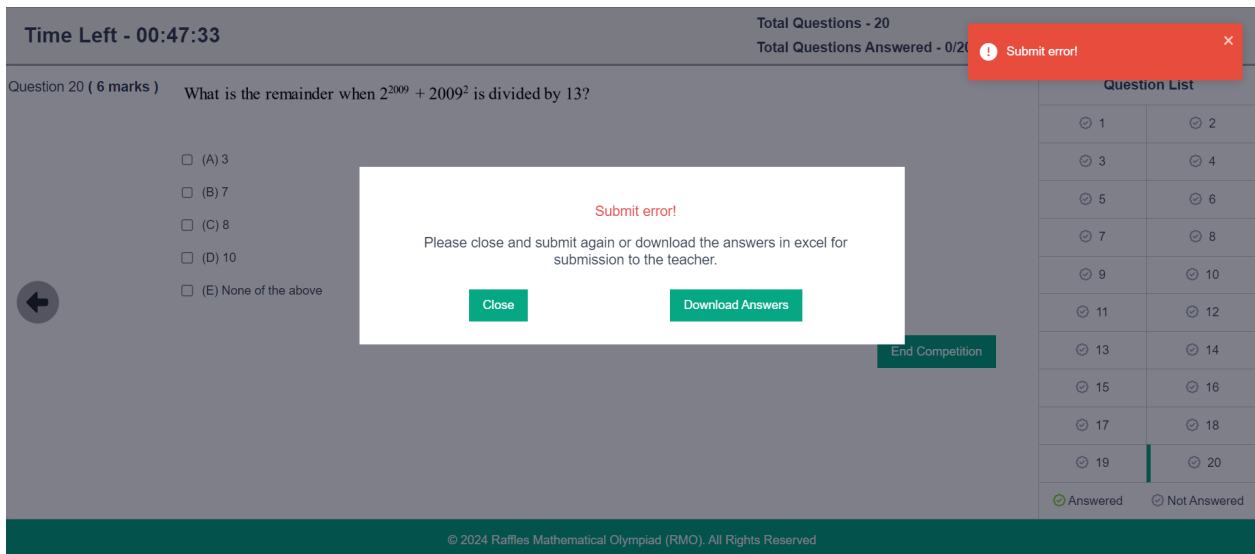 Time Left - 00:47:33
Total Questions - 20
Total Questions Answered - 0/20
Submit error!
Question 20 ( 6 marks )
What is the remainder when 2²⁰⁰⁹ + 2009² is divided by 13?
(A) 3
(B) 7
(C) 8
(D) 10
(E) None of the above
Submit error!
Please close and submit again or download the answers in excel for
submission to the teacher.
Close
Download Answers
End Competition
Question List
1 2
3 4
5 6
7 8
9 10
11 12
13 14
15 16
17 18
19 20
Answered Not Answered
© 2024 Raffles Mathematical Olympiad (RMO). All Rights Reserved